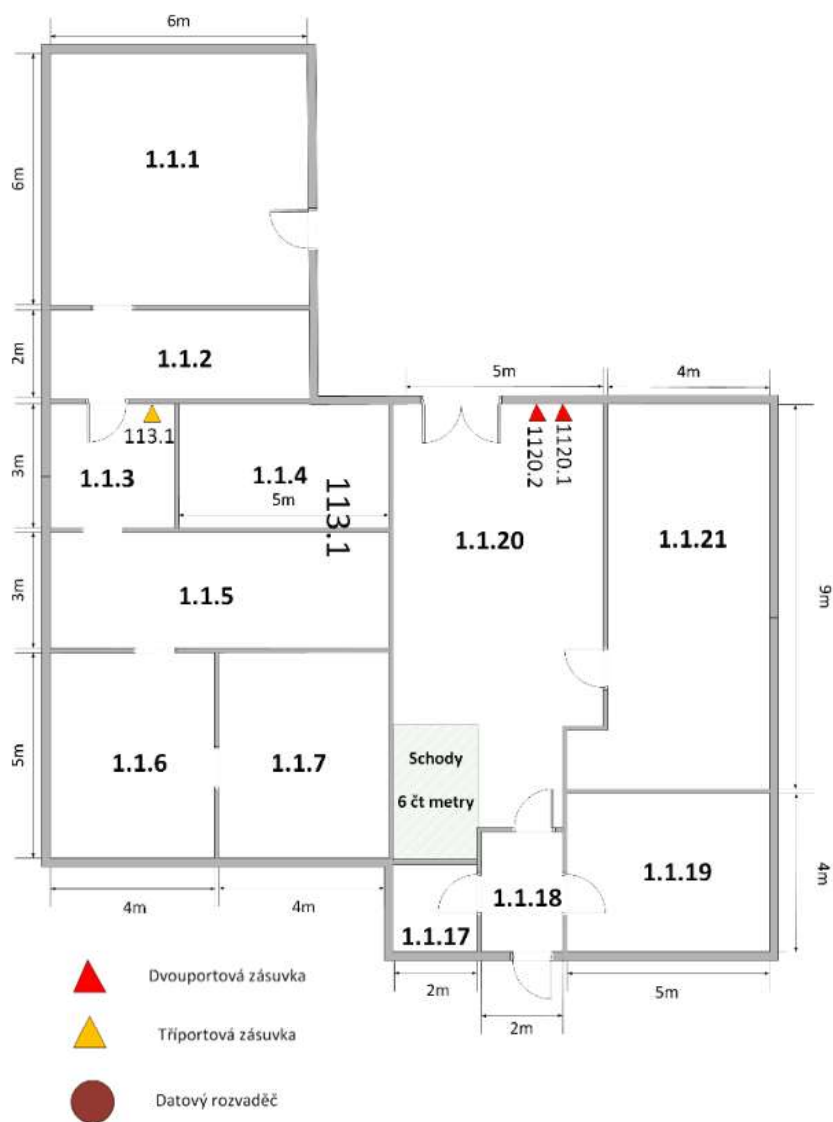 6m
1.1.1
6m
1.1.2
2m
5m
4m
113.1
1120.2
1120.1
1.1.3
3m
1.1.4
5m
113.1
1.1.20
1.1.21
1.1.5
3m
9m
1.1.6
1.1.7
5m
Schody
6 čt metry
1.1.19
4m
1.1.18
1.1.17
4m
4m
2m
5m
2m
Dvouportová zásuvka
Tříportová zásuvka
Datový rozvaděč